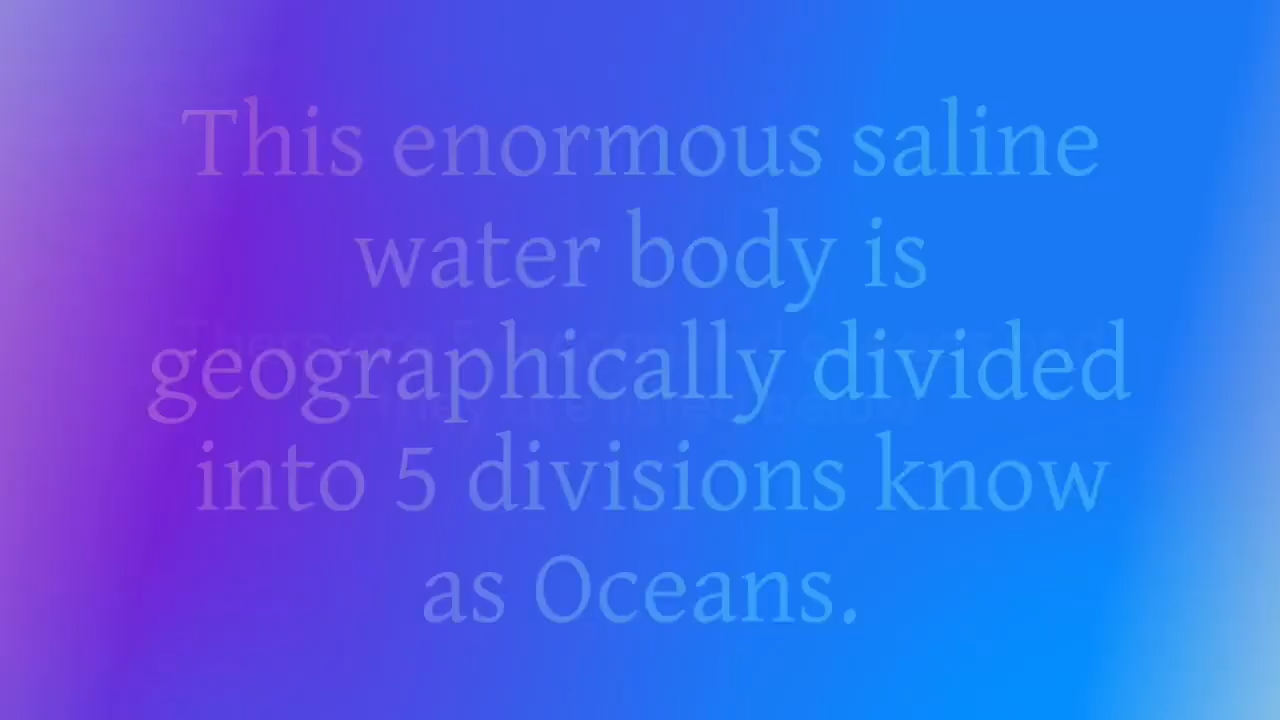 This enormous saline
water body is
geographically divided
into 5 divisions know
as Oceans.